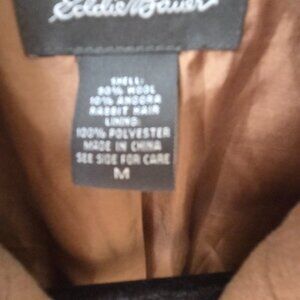 Eddie Bauer
SHELL:
90% WOOL
10% ANGORA
RABBIT HAIR
LINING:
100% POLYESTER
MADE IN CHINA
SEE SIDE FOR CARE
M